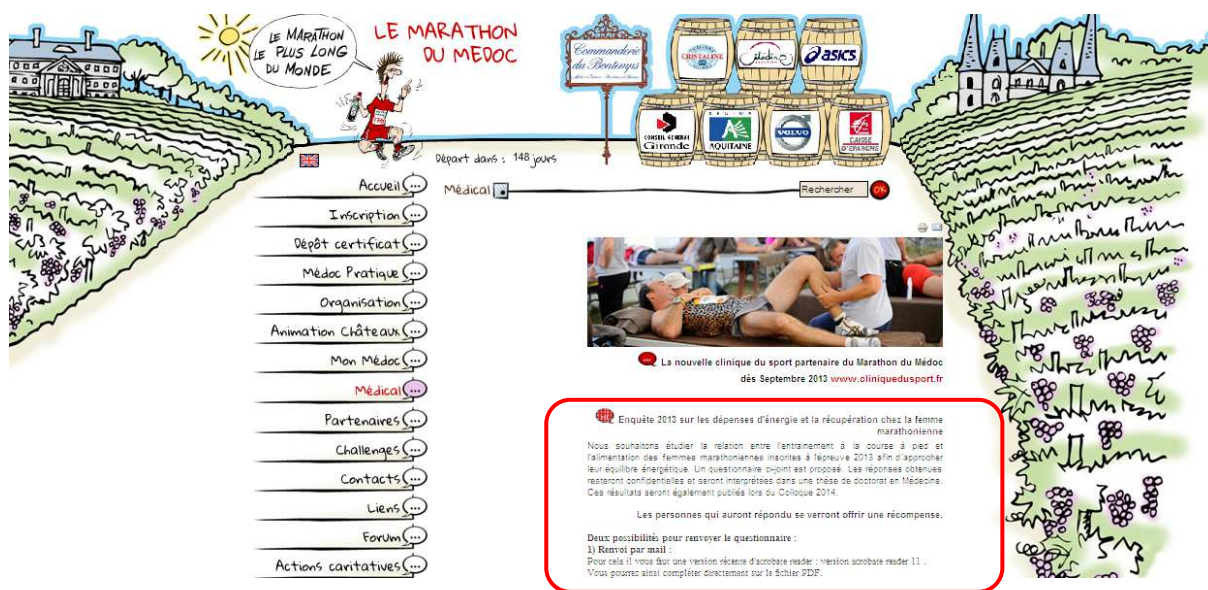 LE MARATHON
LE PLUS LONG
DU MONDE
LE MARATHON
DU MEDOC
Commanderie
du Bontemps
CRISTALINE
asics
CONSEIL GENERAL
Gironde
REGION
AQUITAINE
VOLVO
CAISSE
D'EPARGNE
Départ dans : 148 jours
Accueil
Inscription
Dépôt certificat
Médoc Pratique
Organisation
Animation Châteaux
Mon Médoc
Médical
Partenaires
Challenges
Contacts
Liens
Forum
Actions caritatives
Médical
Rechercher
OK
La nouvelle clinique du sport partenaire du Marathon du Médoc
dès Septembre 2013 www.cliniquedusport.fr
Enquête 2013 sur les dépenses d'énergie et la récupération chez la femme
marathonienne
Nous souhaitons étudier la relation entre l'entrainement à la course à pied et
l'alimentation des femmes marathoniennes inscrites à l'épreuve 2013 afin d'approcher
leur équilibre énergétique. Un questionnaire ci-joint est proposé. Les réponses obtenues
resteront confidentielles et seront interprétées dans une thèse de doctorat en Médecine.
Ces résultats seront également publiés lors du Colloque 2014.
Les personnes qui auront répondu se verront offrir une récompense.
Deux possibilités pour renvoyer le questionnaire :
1) Renvoi par mail :
Pour cela il vous faut une version récente d'acrobate reader : version acrobate reader 11 .
Vous pourrez ainsi compléter directement sur le fichier PDF.